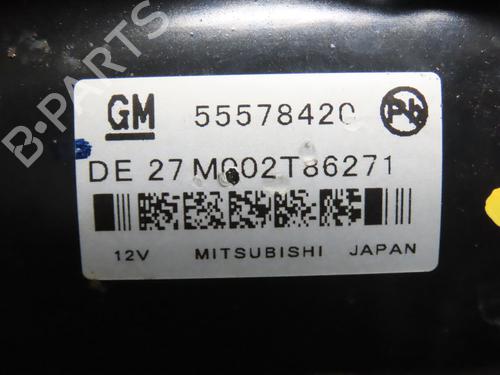 B-PARTS
GM 55578420 Pb
DE 27 M002T86271
12V MITSUBISHI JAPAN